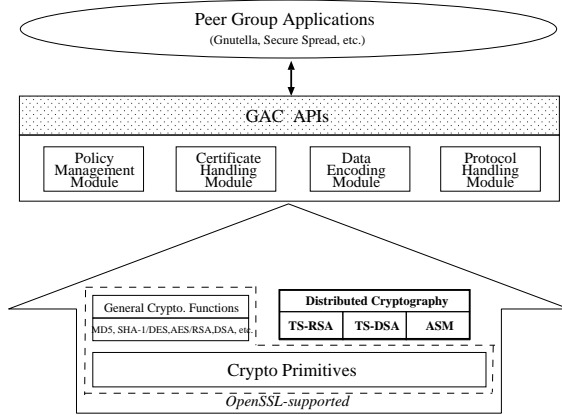 Peer Group Applications
(Gnutella, Secure Spread, etc.)
GAC APIs
Policy
Management
Module
Certificate
Handling
Module
Data
Encoding
Module
Protocol
Handling
Module
General Crypto. Functions
MD5, SHA-1/DES,AES/RSA,DSA, etc.
Distributed Cryptography
TS-RSA TS-DSA ASM
Crypto Primitives
OpenSSL-supported